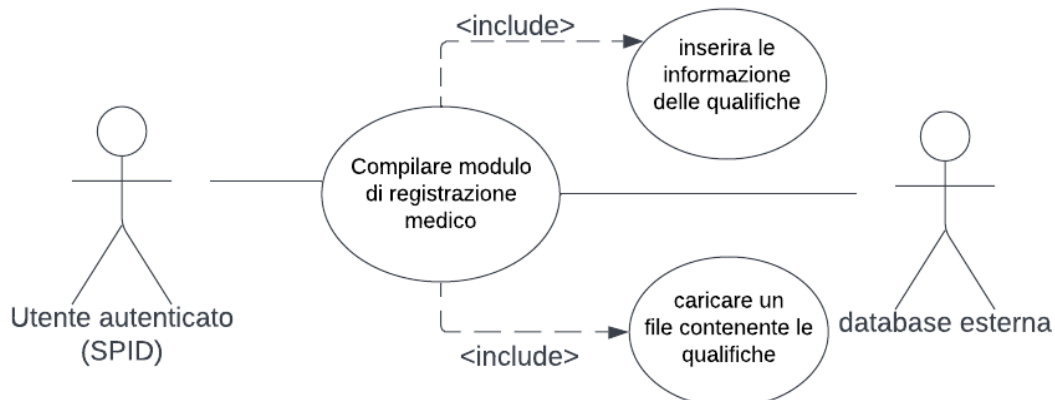 <include>
inserira le
informazione
delle qualifiche
Compilare modulo
di registrazione
medico
Utente autenticato
(SPID)
caricare un
file contenente le
qualifiche
<include>
database esterna